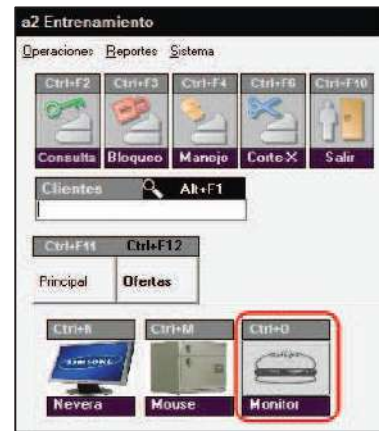 a2 Entrenamiento
Operaciones Reportes Sistema
Ctrl+F2 Ctrl+F3 Ctrl+F4 Ctrl+F6 Ctrl+F10
Consulta Bloqueo Manejo Corte X Salir
Clientes Alt+F1
Ctrl+F11 Ctrl+F12
Principal Ofertas
Ctrl+N Ctrl+M Ctrl+O
SAMSUNG
Nevera Mouse Monitor